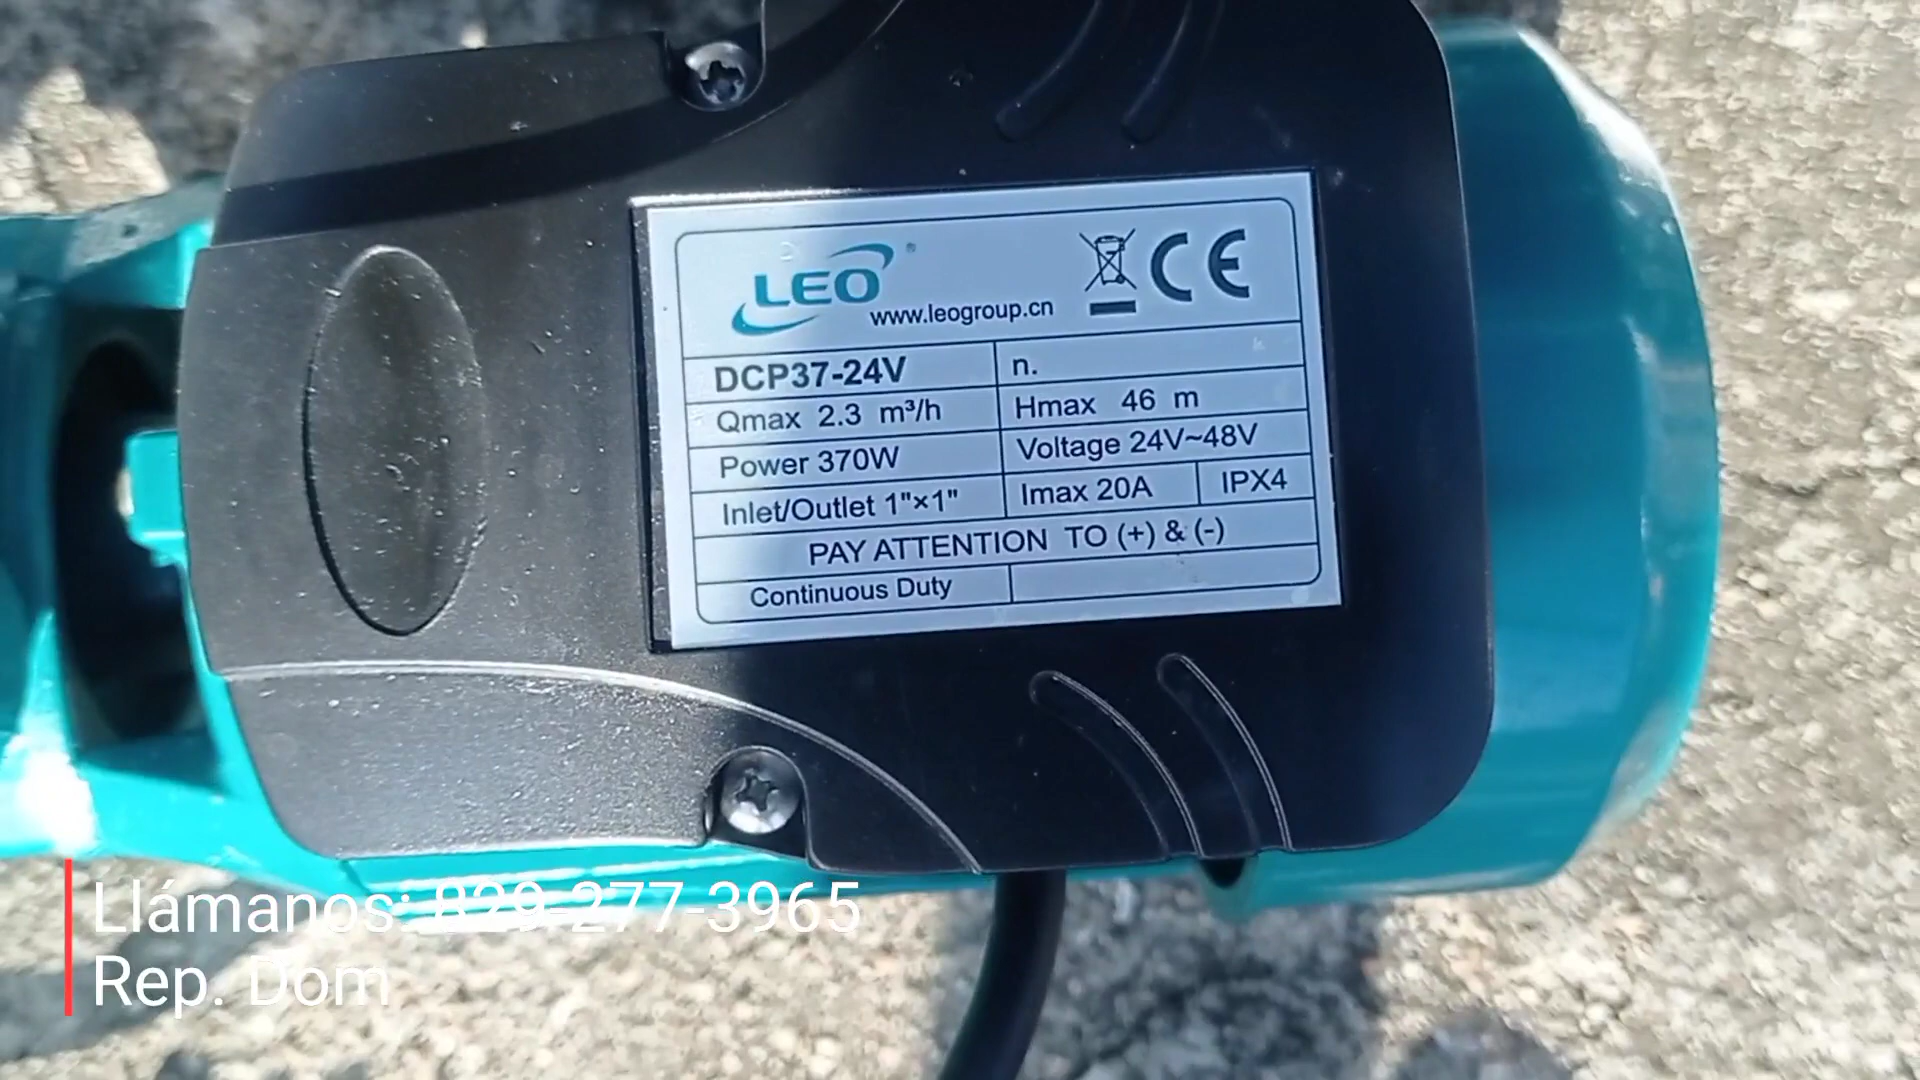 LEO®
www.leogroup.cn
CE
DCP37-24V n.
Qmax 2.3 m³/h Hmax 46 m
Power 370W Voltage 24V~48V
Inlet/Outlet 1"×1" Imax 20A IPX4
PAY ATTENTION TO (+) & (-)
Continuous Duty
Llámanos: 829-277-3965
Rep. Dom